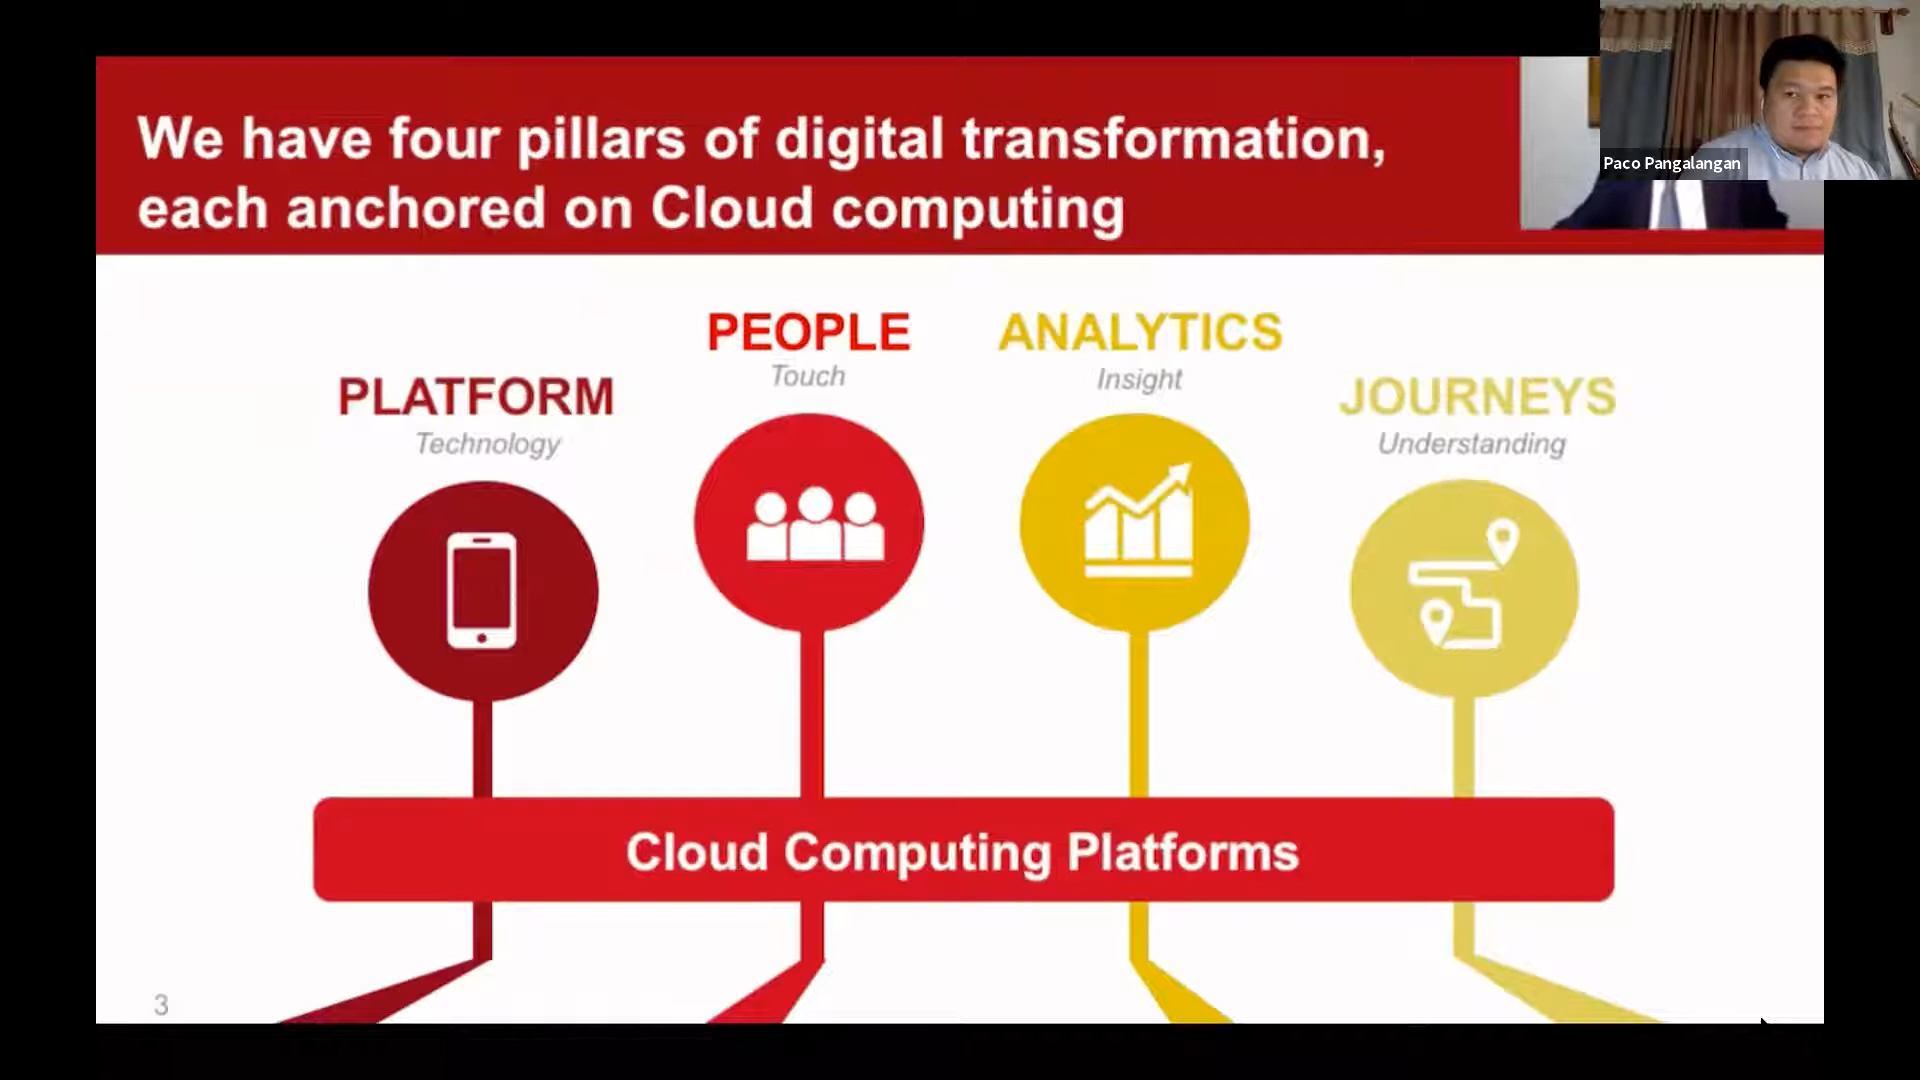 We have four pillars of digital transformation,
each anchored on Cloud computing
Paco Pangalangan
PLATFORM
Technology
PEOPLE
Touch
ANALYTICS
Insight
JOURNEYS
Understanding
Cloud Computing Platforms
3